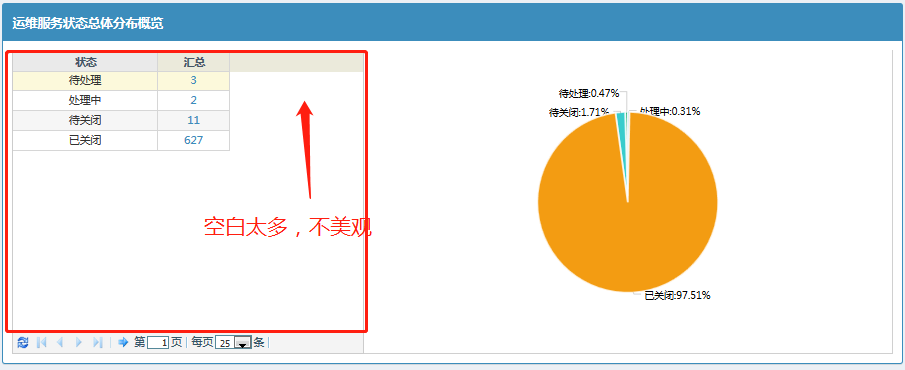 运维服务状态总体分布概览
状态 汇总
待处理 3
处理中 2
待关闭 11
已关闭 627
空白太多，不美观
第 1 页 每页 25 条
待处理:0.47%
待关闭:1.71% 处理中:0.31%
已关闭:97.51%